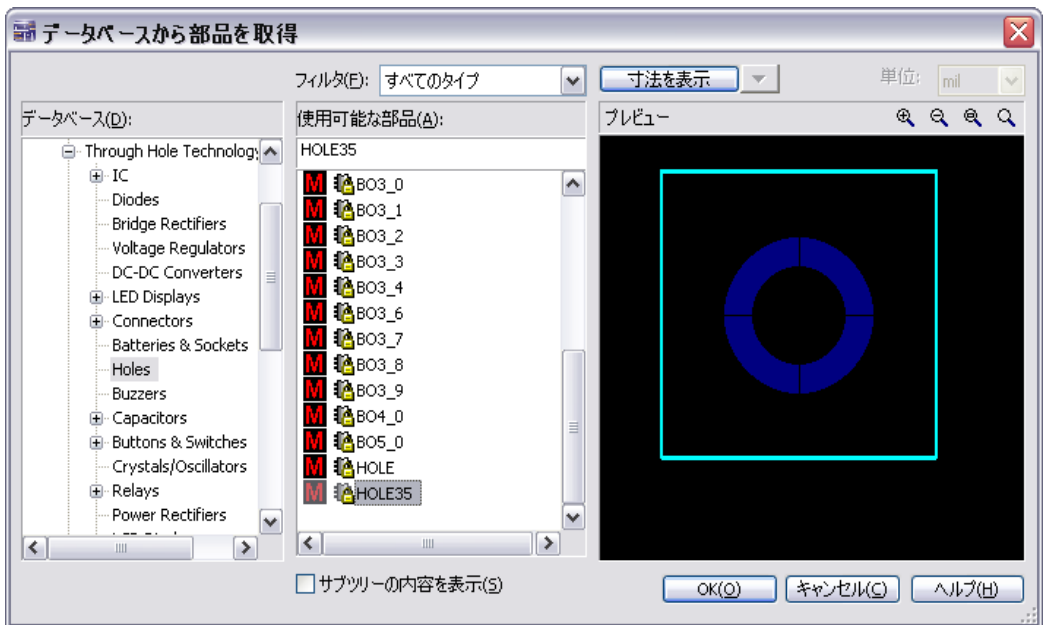 データベースから部品を取得
フィルタ(F): すべてのタイプ
寸法を表示
単位: mil
データベース(D):
Through Hole Technology
IC
Diodes
Bridge Rectifiers
Voltage Regulators
DC-DC Converters
LED Displays
Connectors
Batteries & Sockets
Holes
Buzzers
Capacitors
Buttons & Switches
Crystals/Oscillators
Relays
Power Rectifiers
使用可能な部品(A):
HOLE35
M BO3_0
M BO3_1
M BO3_2
M BO3_3
M BO3_4
M BO3_6
M BO3_7
M BO3_8
M BO3_9
M BO4_0
M BO5_0
M HOLE
M HOLE35
プレビュー
サブツリーの内容を表示(S)
OK(O)
キャンセル(C)
ヘルプ(H)